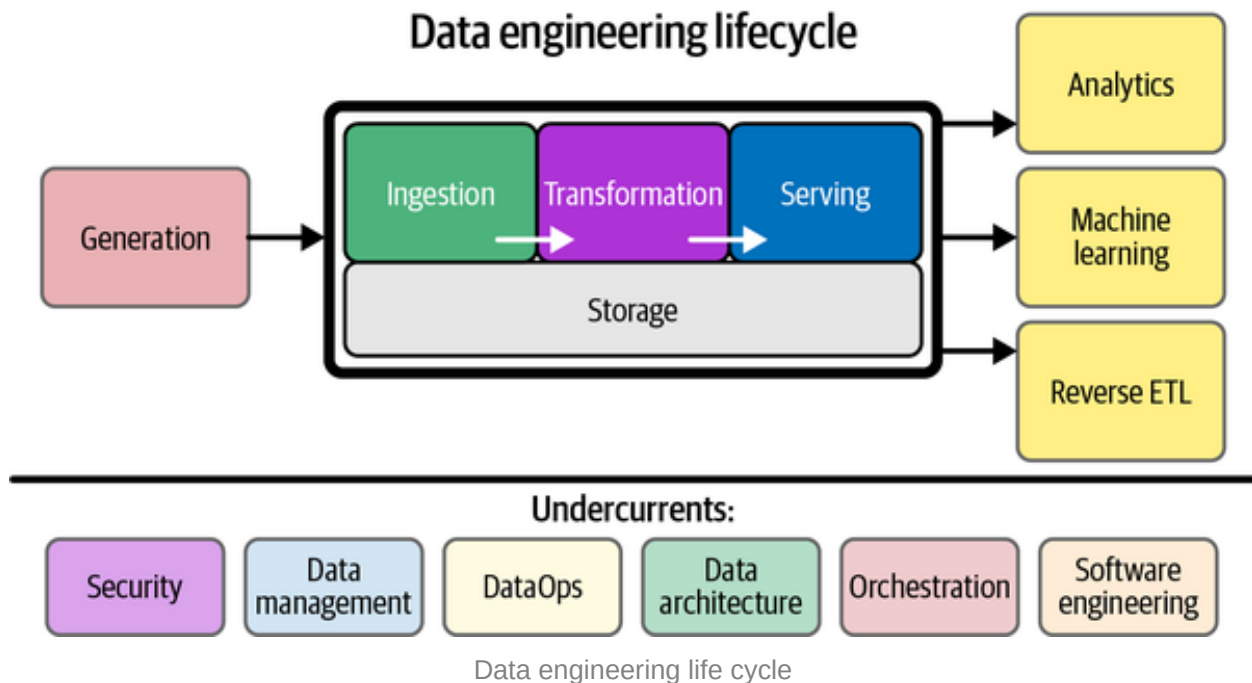 Data engineering lifecycle
Generation
Ingestion
Transformation
Serving
Storage
Analytics
Machine
learning
Reverse ETL
Undercurrents:
Security
Data
management
DataOps
Data
architecture
Orchestration
Software
engineering
Data engineering life cycle